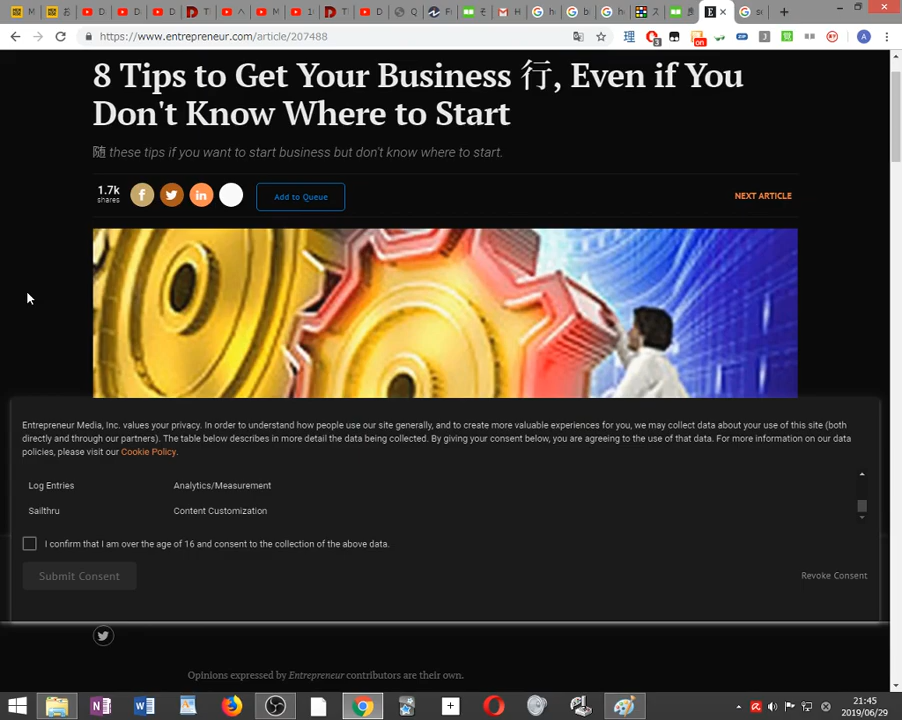 https://www.entrepreneur.com/article/207488
8 Tips to Get Your Business 行, Even if You
Don't Know Where to Start
随 these tips if you want to start business but don't know where to start.
1.7k
shares
Add to Queue
NEXT ARTICLE
Entrepreneur Media, Inc. values your privacy. In order to understand how people use our site generally, and to create more valuable experiences for you, we may collect data about your use of this site (both
directly and through our partners). The table below describes in more detail the data being collected. By giving your consent below, you are agreeing to the use of that data. For more information on our data
policies, please visit our Cookie Policy.
Log Entries Analytics/Measurement
Sailthru Content Customization
I confirm that I am over the age of 16 and consent to the collection of the above data.
Submit Consent
Revoke Consent
Opinions expressed by Entrepreneur contributors are their own.
21:45
2019/06/29